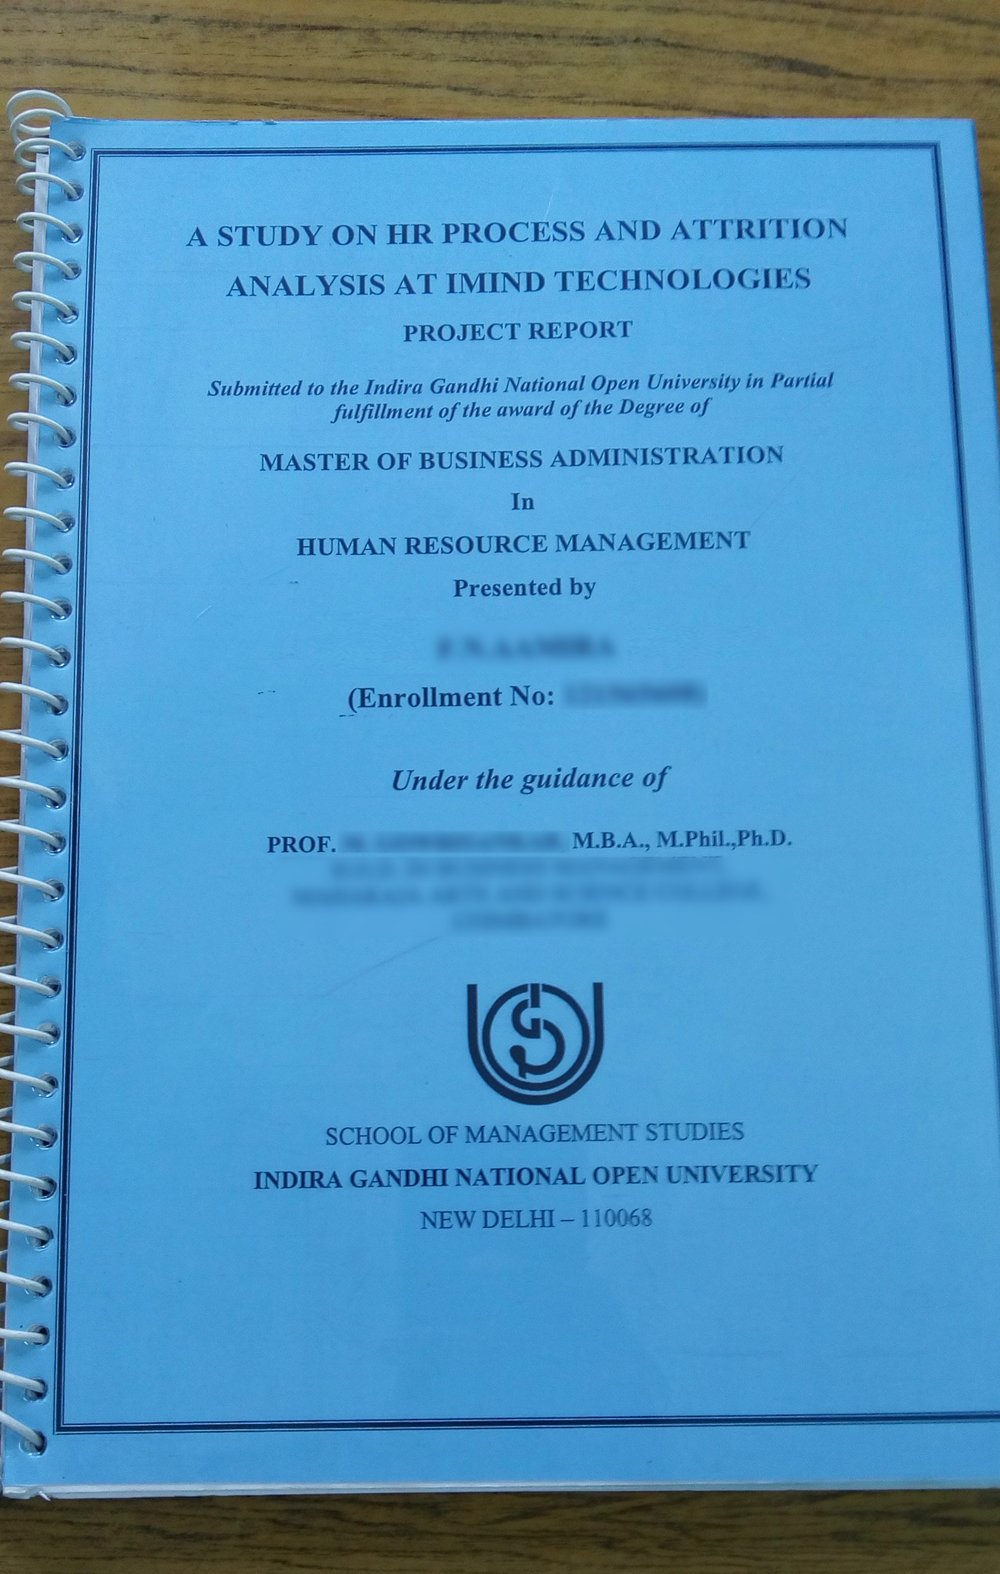 A STUDY ON HR PROCESS AND ATTRITION
ANALYSIS AT IMIND TECHNOLOGIES
PROJECT REPORT
Submitted to the Indira Gandhi National Open University in Partial
fulfillment of the award of the Degree of
MASTER OF BUSINESS ADMINISTRATION
In
HUMAN RESOURCE MANAGEMENT
Presented by
(Enrollment No:
Under the guidance of
PROF. M.B.A., M.Phil.,Ph.D.
SCHOOL OF MANAGEMENT STUDIES
INDIRA GANDHI NATIONAL OPEN UNIVERSITY
NEW DELHI – 110068